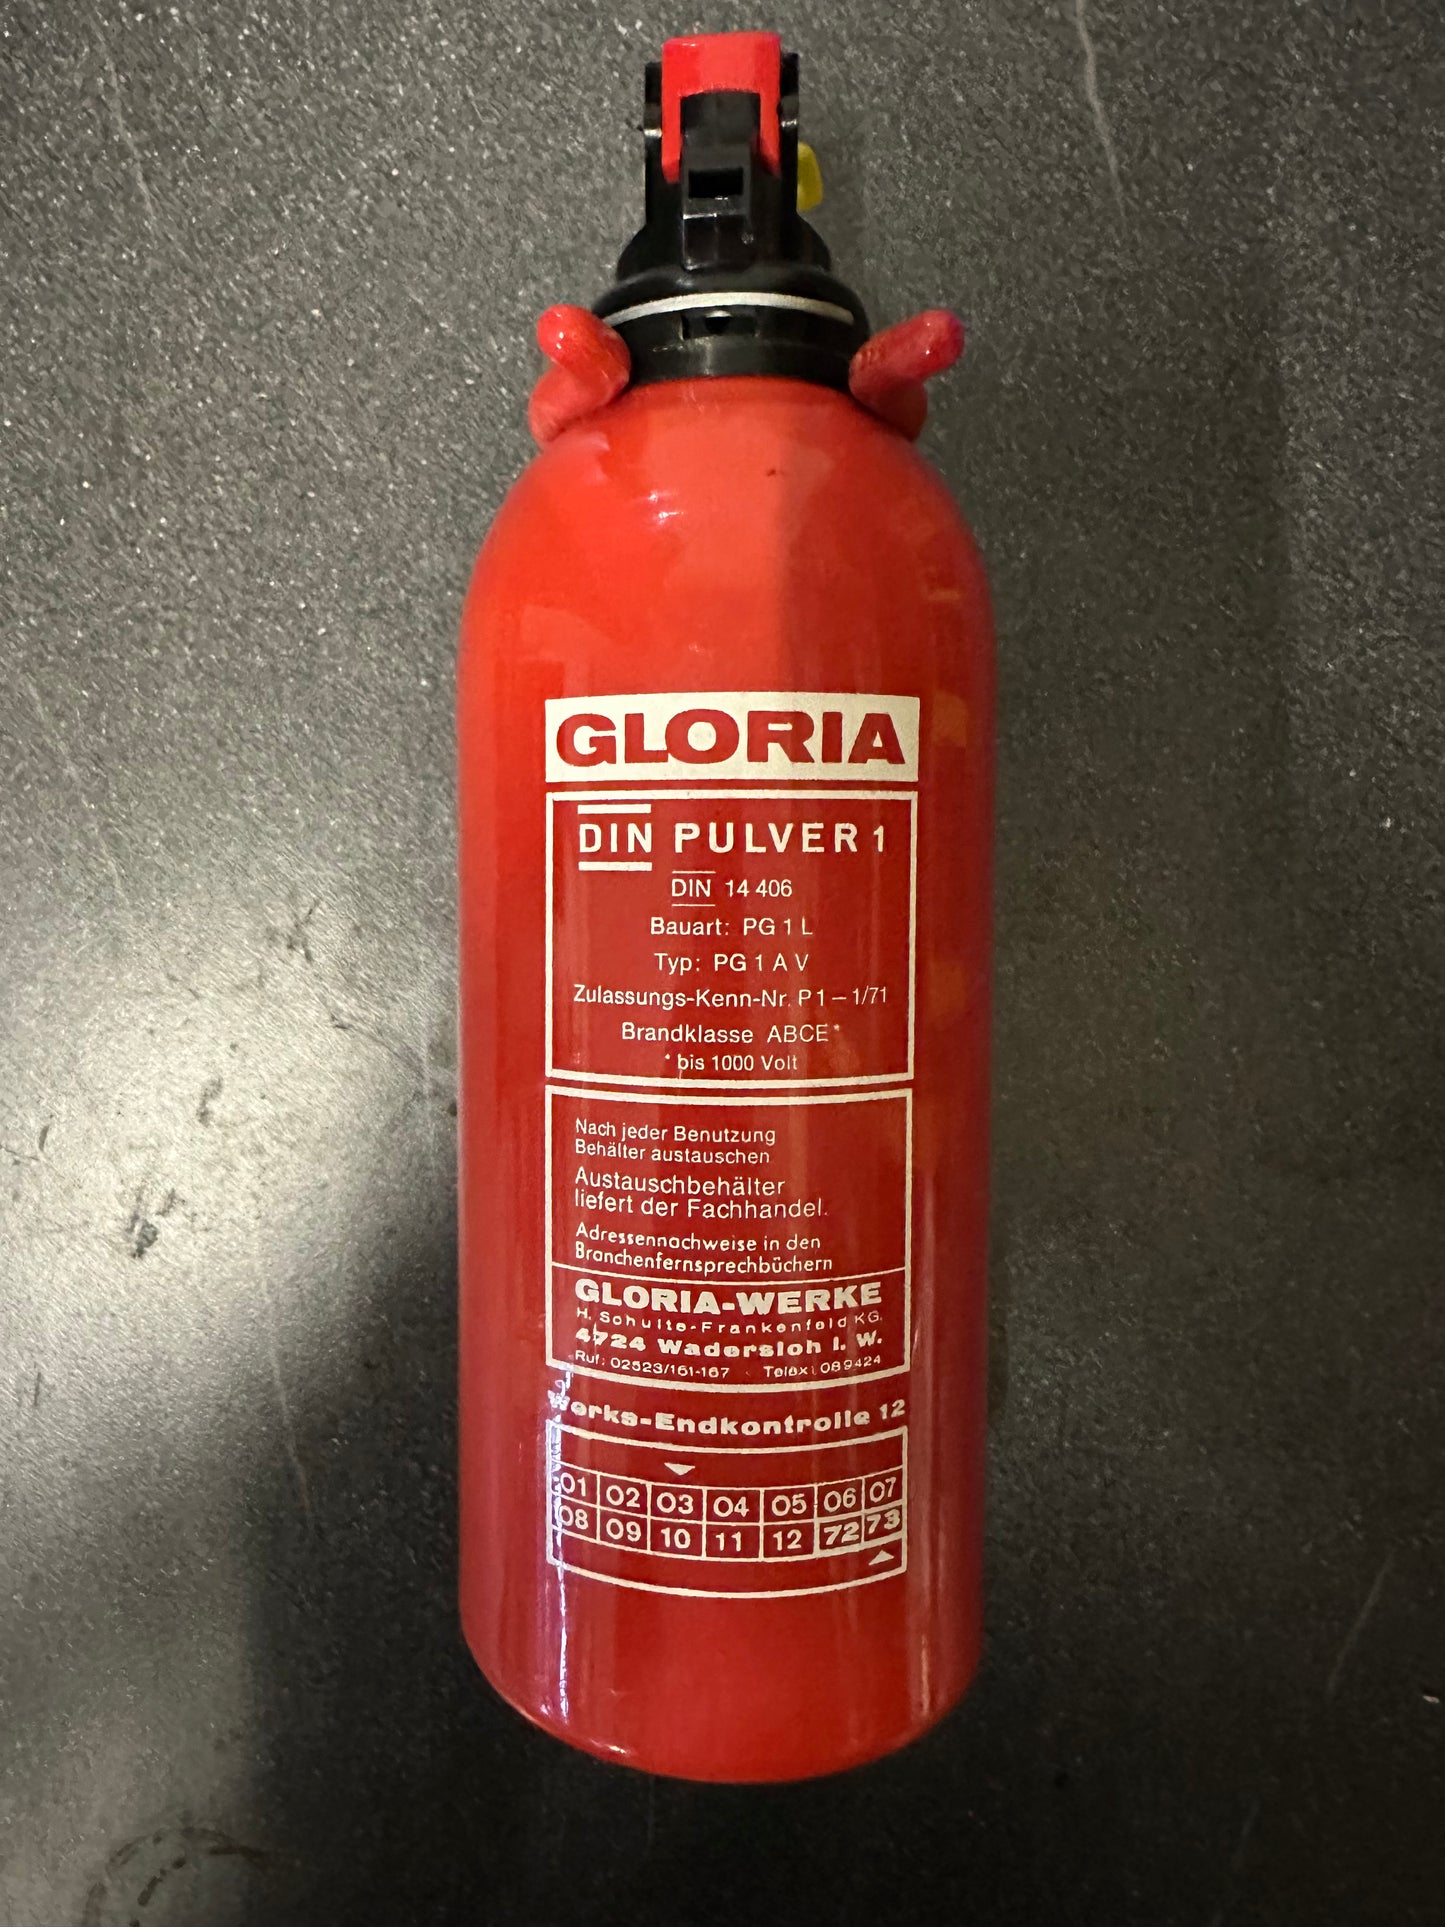 GLORIA
DIN PULVER 1
DIN 14 406
Bauart: PG 1 L
Typ: PG 1 A V
Zulassungs-Kenn-Nr. P 1 – 1/71
Brandklasse ABCE*
* bis 1000 Volt
Nach jeder Benutzung
Behälter austauschen
Austauschbehälter
liefert der Fachhandel.
Adressennachweise in den
Branchenfernsprechbüchern
GLORIA-WERKE
H. Schulte-Frankenfeld KG.
4724 Wadersloh i. W.
Ruf: 02523/161-167 Telex: 089424
Werks-Endkontrolle 12
01 02 03 04 05 06 07
08 09 10 11 12 72 73